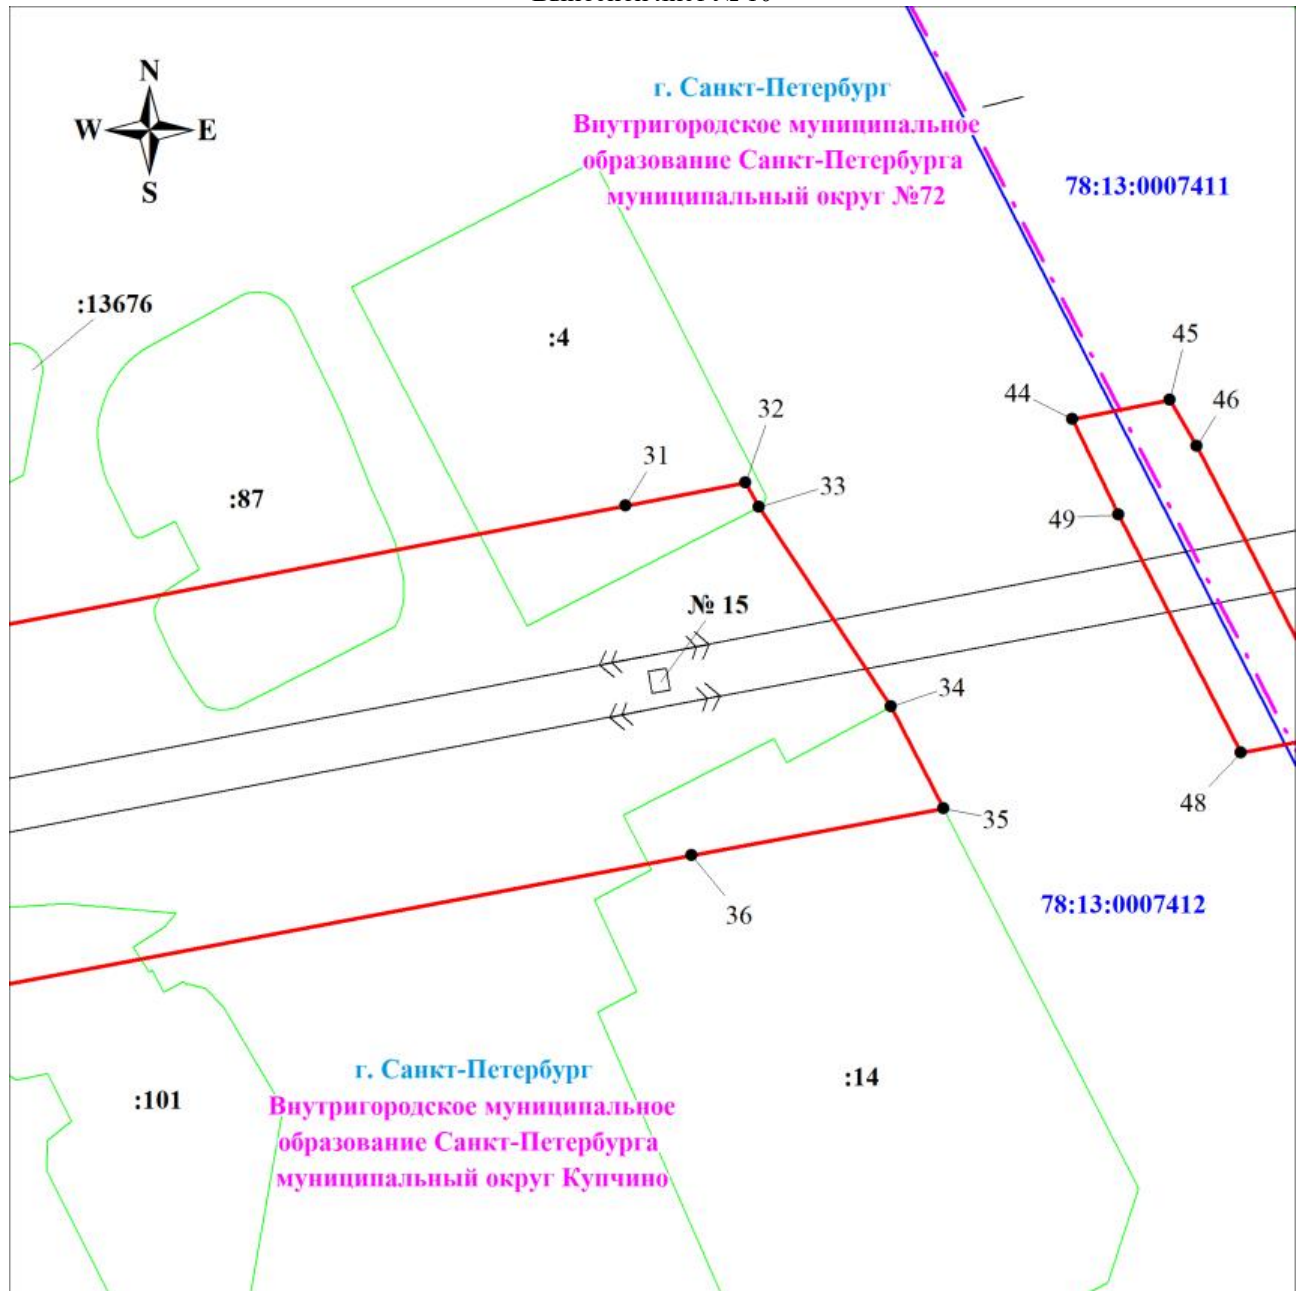 N
W E
S
г. Санкт-Петербург
Внутригородское муниципальное
образование Санкт-Петербурга
муниципальный округ №72
78:13:0007411
:13676
:4
45
44
46
32
31
33
:87
49
№ 15
34
48
35
36
78:13:0007412
г. Санкт-Петербург
:14
:101
Внутригородское муниципальное
образование Санкт-Петербурга
муниципальный округ Купчино